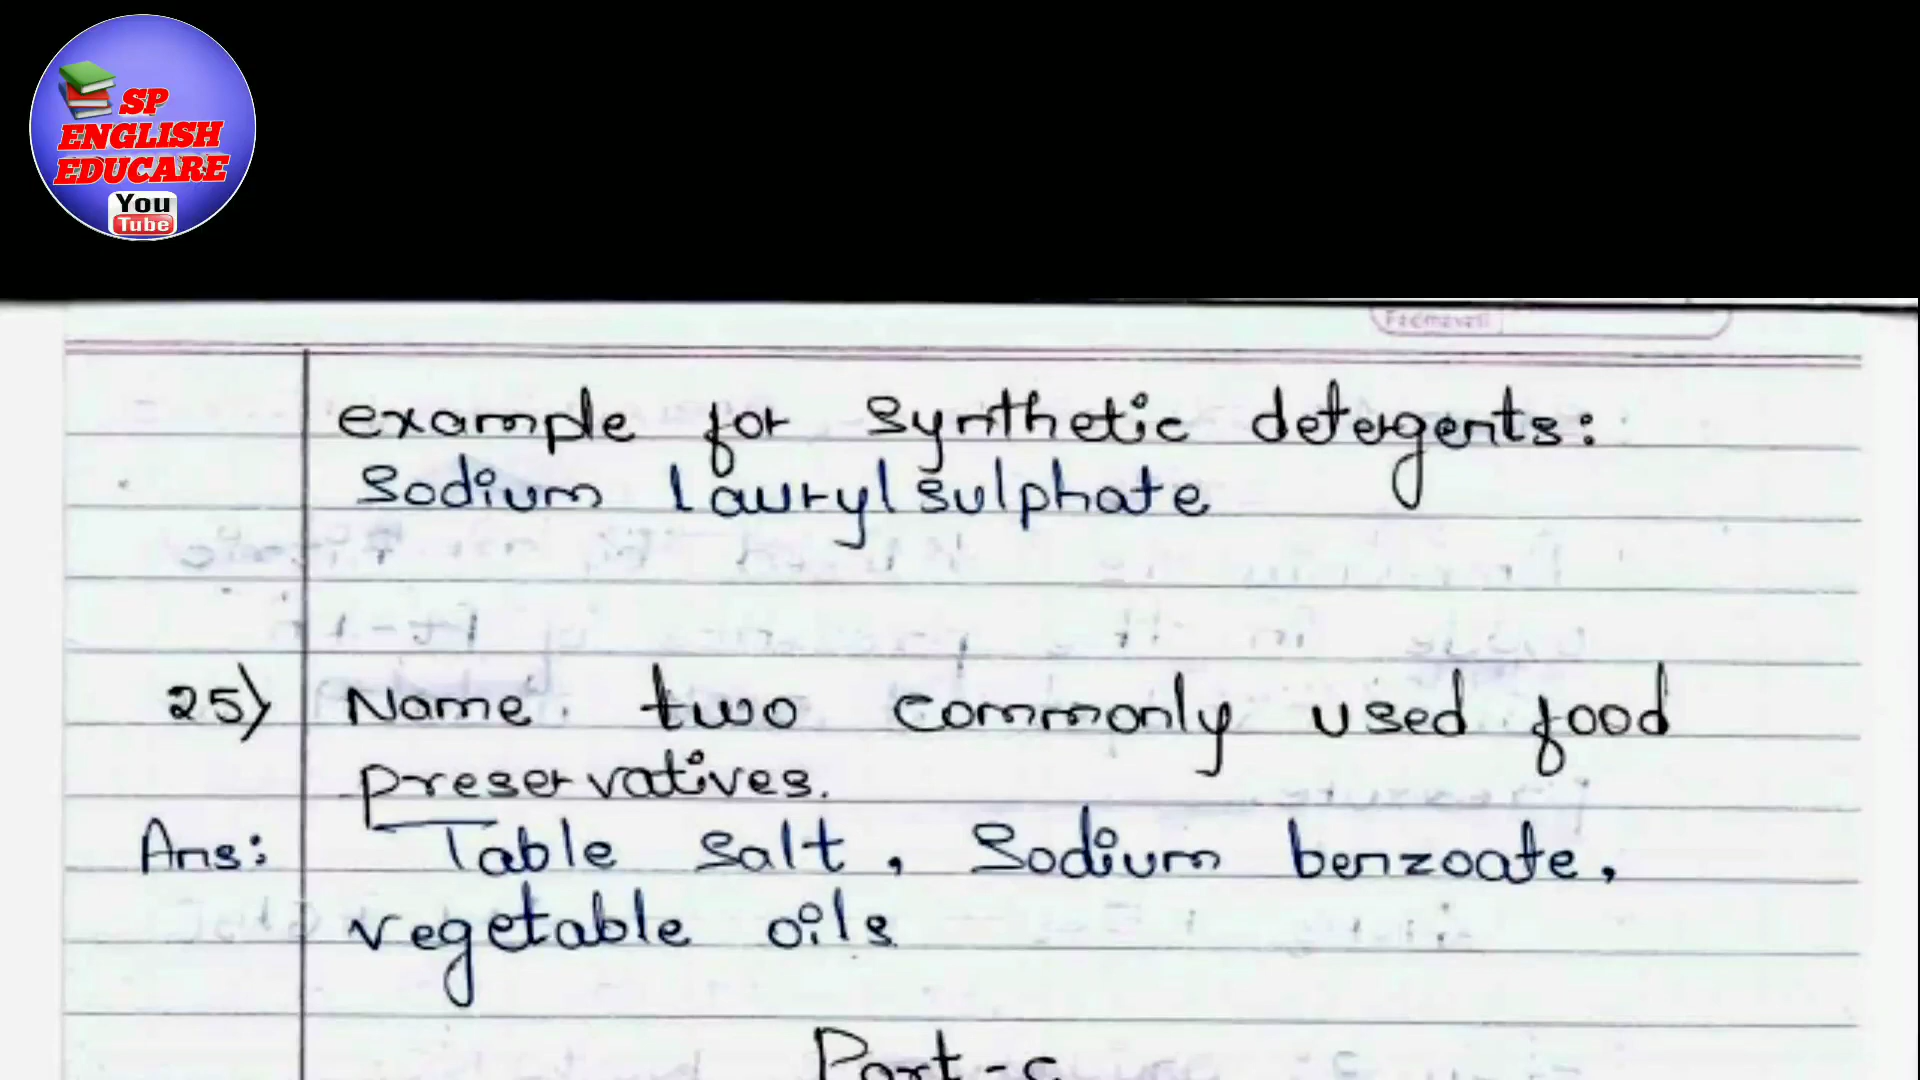 SP
ENGLISH
EDUCARE
You
Tube
example for synthetic detergents:
Sodium laurylsulphate
25) Name two commonly used food
preservatives.
Ans: Table salt, Sodium benzoate,
vegetable oils
Part-c